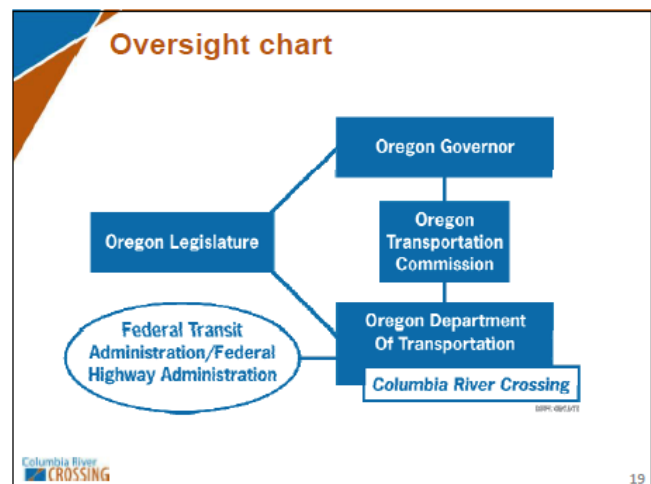 Oversight chart
Oregon Governor
Oregon Legislature
Oregon
Transportation
Commission
Federal Transit
Administration/Federal
Highway Administration
Oregon Department
Of Transportation
Columbia River Crossing
Columbia River
CROSSING
19